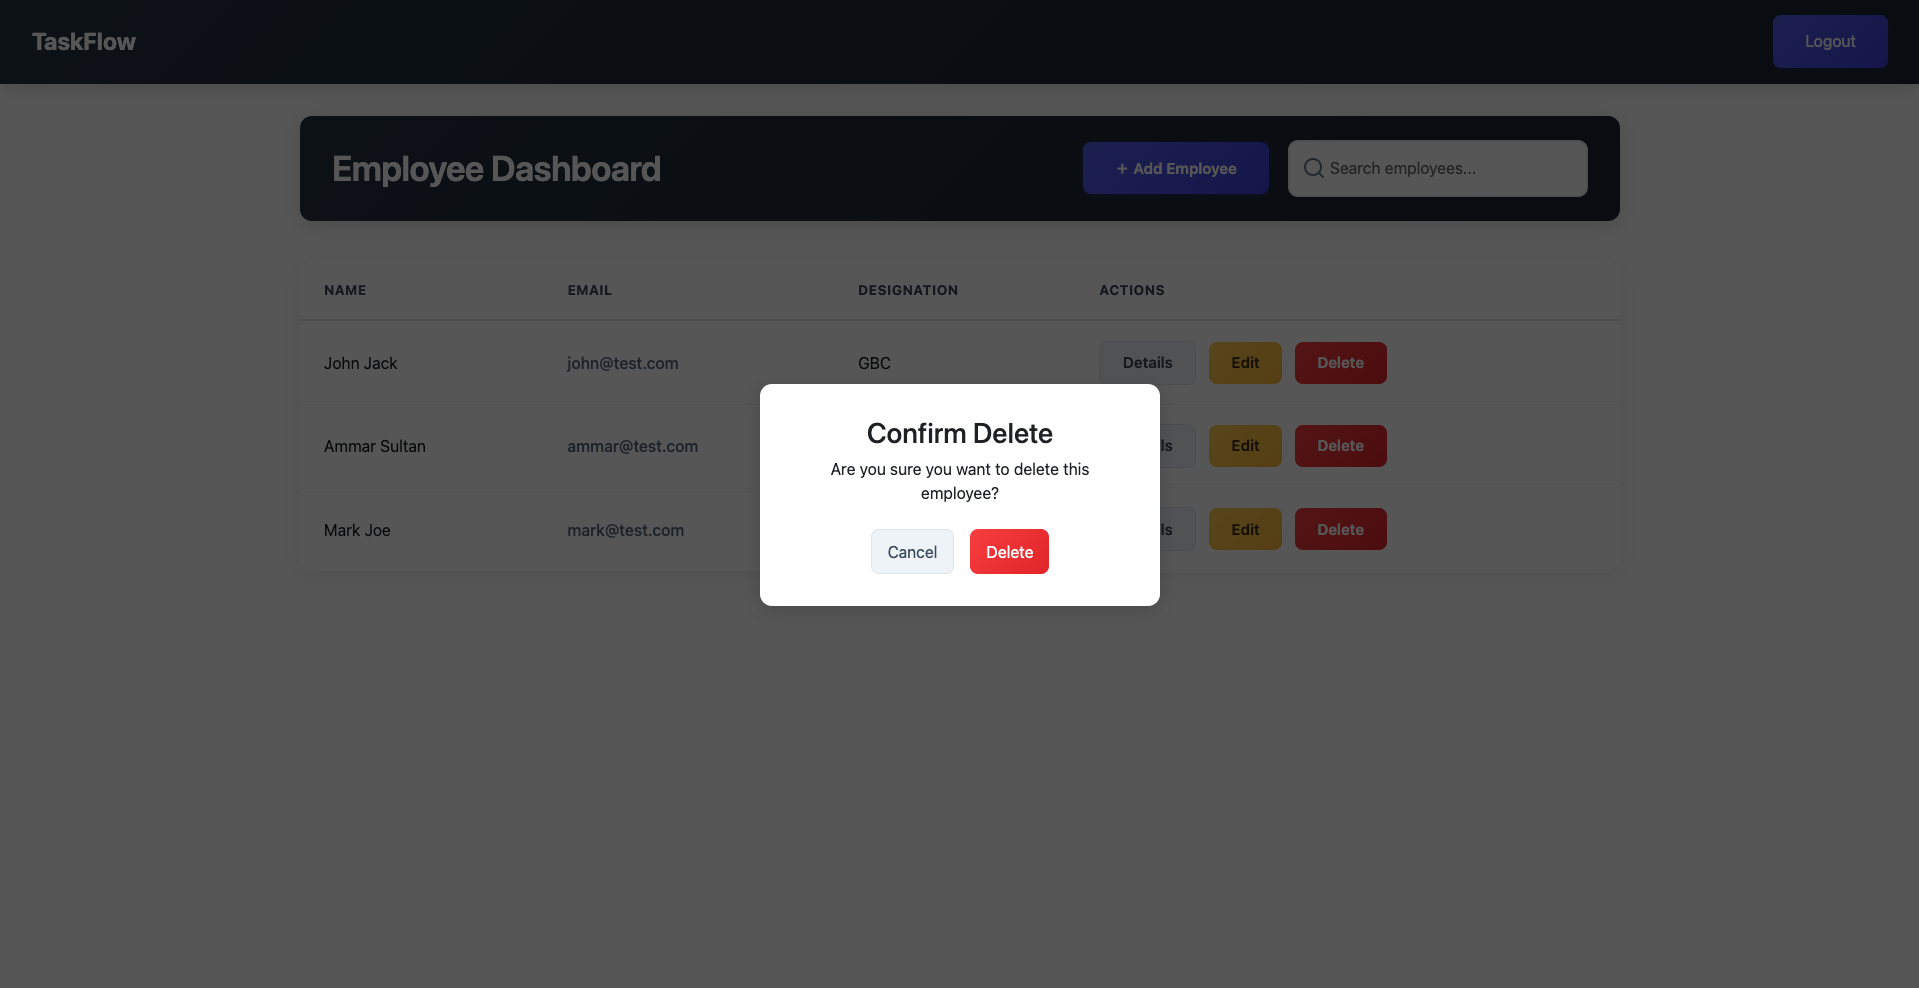 TaskFlow
Logout
Employee Dashboard
+ Add Employee
Search employees...
NAME EMAIL DESIGNATION ACTIONS
John Jack john@test.com GBC Details Edit Delete
Ammar Sultan ammar@test.com ls Edit Delete
Mark Joe mark@test.com ls Edit Delete
Confirm Delete
Are you sure you want to delete this
employee?
Cancel Delete